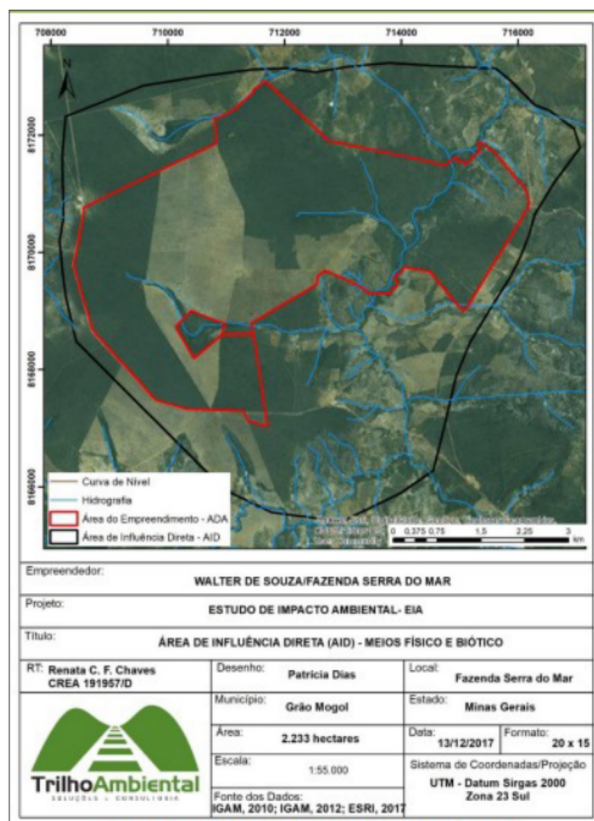 708000 710000 712000 714000 716000
8172000
8170000
8168000
8166000
N
Curva de Nível
Hidrografia
Área do Empreendimento - ADA
Área de Influência Direta - AID
0 0,375 0,75 1,5 2,25 3
km
Empreendedor:
WALTER DE SOUZA/FAZENDA SERRA DO MAR
Projeto:
ESTUDO DE IMPACTO AMBIENTAL- EIA
Título:
ÁREA DE INFLUÊNCIA DIRETA (AID) - MEIOS FÍSICO E BIÓTICO
RT: Renata C. F. Chaves
CREA 191957/D
Desenho: Patrícia Dias
Local: Fazenda Serra do Mar
Município: Grão Mogol
Estado: Minas Gerais
Área: 2.233 hectares
Data: 13/12/2017
Formato: 20 x 15
Escala: 1:55.000
Sistema de Coordenadas/Projeção
UTM - Datum Sirgas 2000
Zona 23 Sul
Fonte dos Dados:
IGAM, 2010; IGAM, 2012; ESRI, 2017
TrilhoAmbiental
SOLUÇÕES & CONSULTORIA